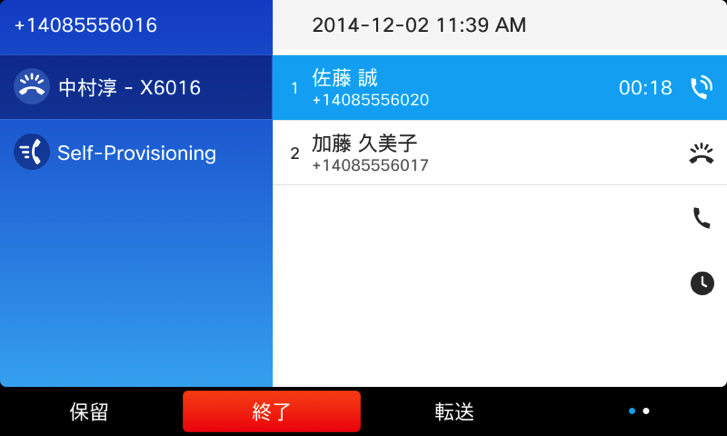 +14085556016
2014-12-02 11:39 AM
中村淳 - X6016
Self-Provisioning
1
佐藤 誠
+14085556020
00:18
2
加藤 久美子
+14085556017
保留
終了
転送